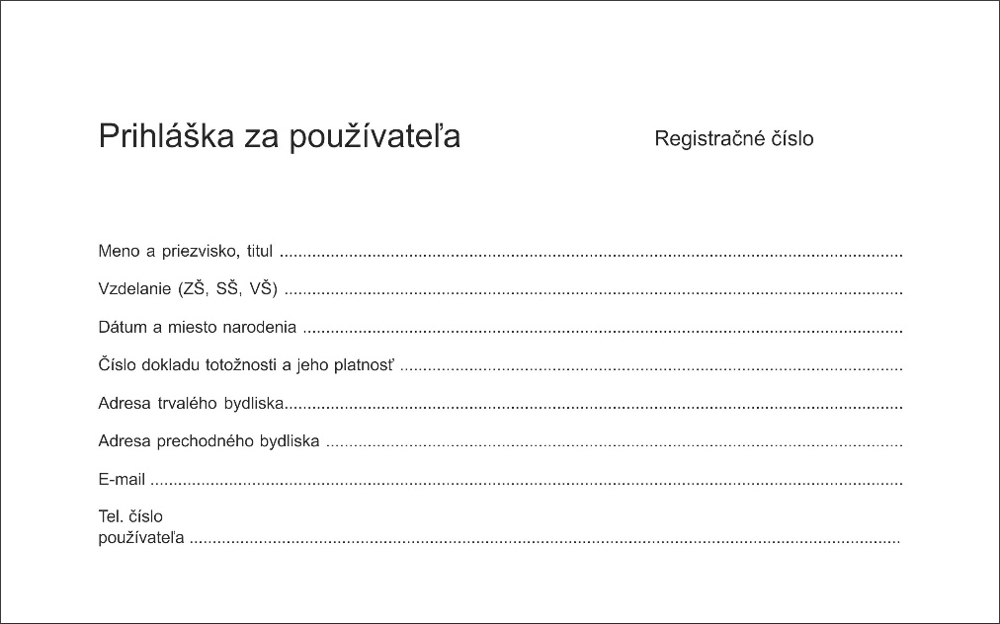 Prihláška za používateľa
Registračné číslo
Meno a priezvisko, titul ........................................................................................................................................
Vzdelanie (ZŠ, SŠ, VŠ) .......................................................................................................................................
Dátum a miesto narodenia ...................................................................................................................................
Číslo dokladu totožnosti a jeho platnosť ..............................................................................................................
Adresa trvalého bydliska.......................................................................................................................................
Adresa prechodného bydliska ..............................................................................................................................
E-mail ....................................................................................................................................................................
Tel. číslo
používateľa ...........................................................................................................................................................